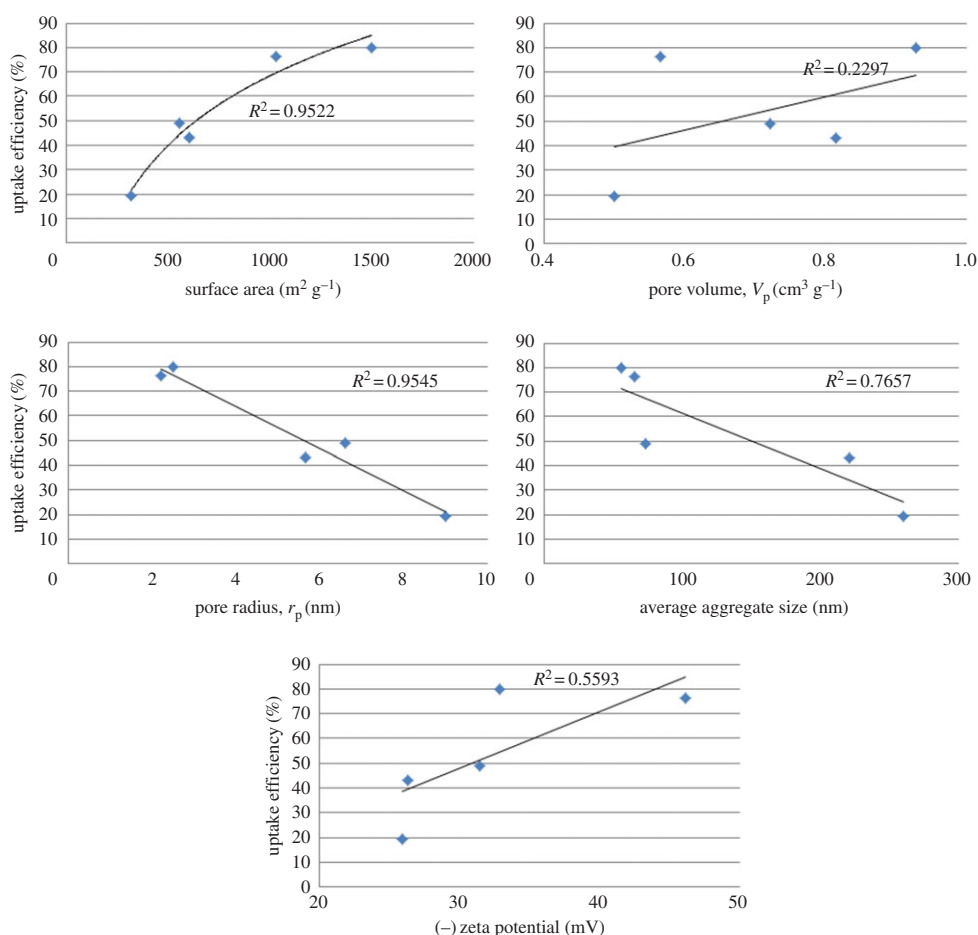 90
80
70
60
50
40
30
20
10
0
uptake efficiency (%)
R² = 0.9522
500 1000 1500 2000
surface area (m² g⁻¹)
90
80
70
60
50
40
30
20
10
0
R² = 0.2297
0.4 0.6 0.8 1.0
pore volume, Vp (cm³ g⁻¹)
90
80
70
60
50
40
30
20
10
0
uptake efficiency (%)
R² = 0.9545
2 4 6 8 10
pore radius, rp (nm)
90
80
70
60
50
40
30
20
10
0
R² = 0.7657
100 200 300
average aggregate size (nm)
90
80
70
60
50
40
30
20
10
0
uptake efficiency (%)
R² = 0.5593
20 30 40 50
(–) zeta potential (mV)